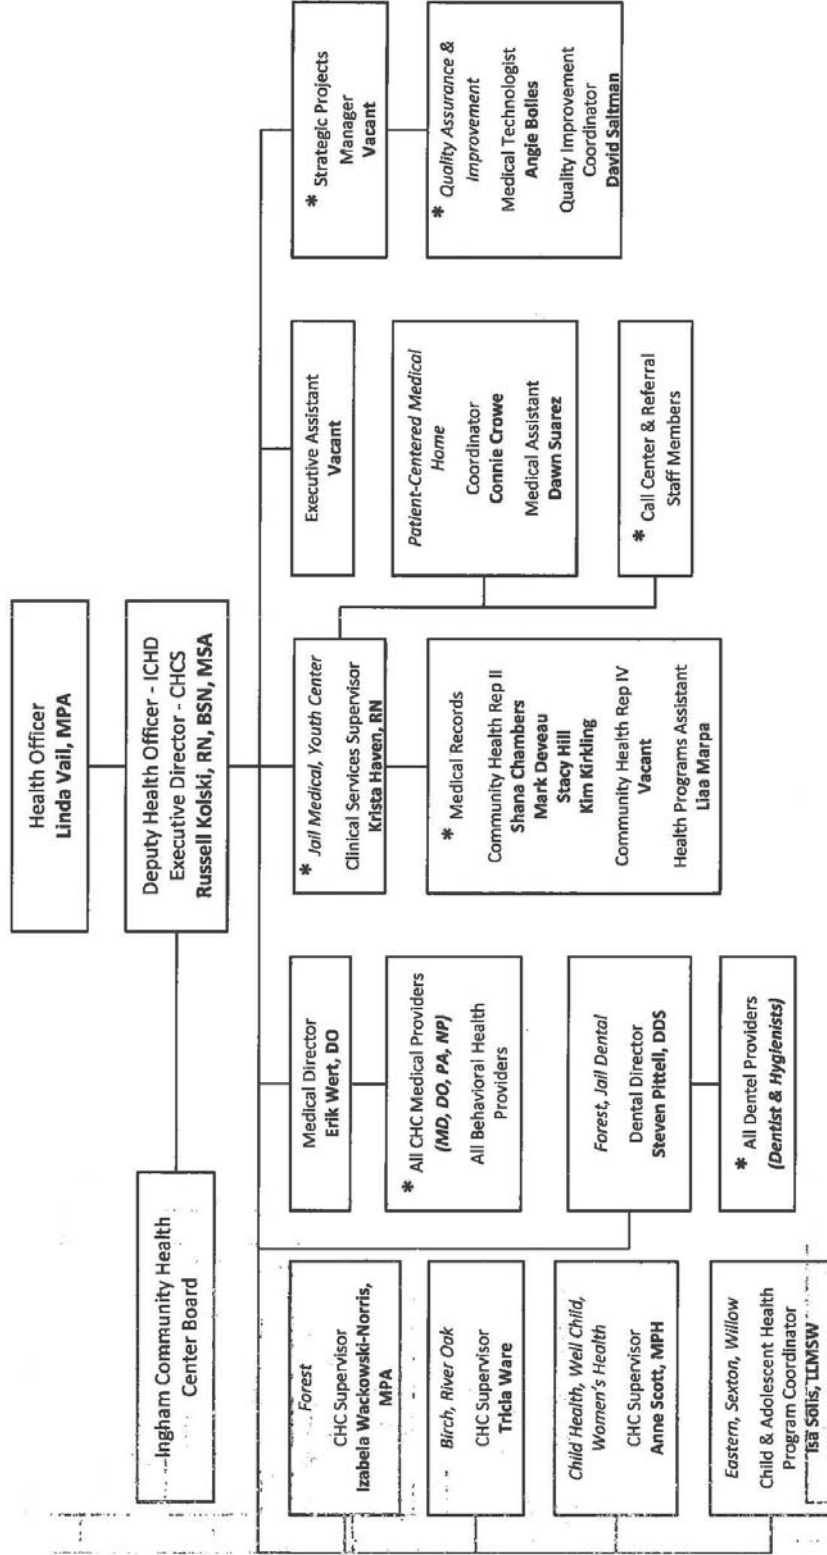 Health Officer
Linda Vail, MPA
Deputy Health Officer - ICHD
Executive Director - CHCS
Russell Kolski, RN, BSN, MSA
Ingham Community Health
Center Board
Forest
CHC Supervisor
Izabela Wackowski-Norris,
MPA
Birch, River Oak
CHC Supervisor
Tricia Ware
Child Health, Well Child,
Women's Health
CHC Supervisor
Anne Scott, MPH
Eastern, Sexton, Willow
Child & Adolescent Health
Program Coordinator
Isa Solis, LLMSW
Medical Director
Erik Wert, DO
* All CHC Medical Providers
(MD, DO, PA, NP)
All Behavioral Health
Providers
Forest, Jail Dental
Dental Director
Steven Pittell, DDS
* All Dentel Providers
(Dentist & Hygienists)
* Jail Medical, Youth Center
Clinical Services Supervisor
Krista Haven, RN
* Medical Records
Community Health Rep II
Shana Chambers
Mark Deveau
Stacy Hill
Kim Kirkling
Community Health Rep IV
Vacant
Health Programs Assistant
Liaa Marpa
Executive Assistant
Vacant
Patient-Centered Medical
Home
Coordinator
Connie Crowe
Medical Assistant
Dawn Suarez
* Call Center & Referral
Staff Members
* Strategic Projects
Manager
Vacant
* Quality Assurance &
Improvement
Medical Technologist
Angie Bolles
Quality Improvement
Coordinator
David Saltman